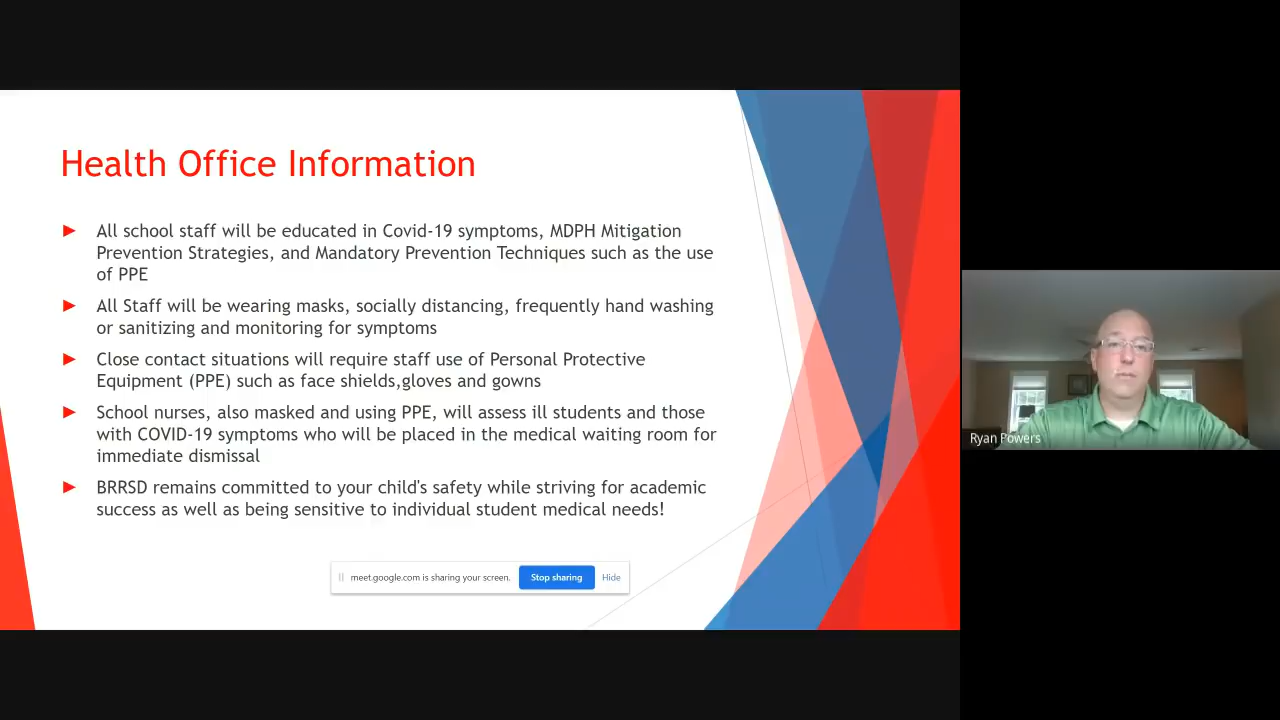 Health Office Information
All school staff will be educated in Covid-19 symptoms, MDPH Mitigation
Prevention Strategies, and Mandatory Prevention Techniques such as the use
of PPE
All Staff will be wearing masks, socially distancing, frequently hand washing
or sanitizing and monitoring for symptoms
Close contact situations will require staff use of Personal Protective
Equipment (PPE) such as face shields,gloves and gowns
School nurses, also masked and using PPE, will assess ill students and those
with COVID-19 symptoms who will be placed in the medical waiting room for
immediate dismissal
BRRSD remains committed to your child's safety while striving for academic
success as well as being sensitive to individual student medical needs!
meet.google.com is sharing your screen. Stop sharing Hide
Ryan Powers